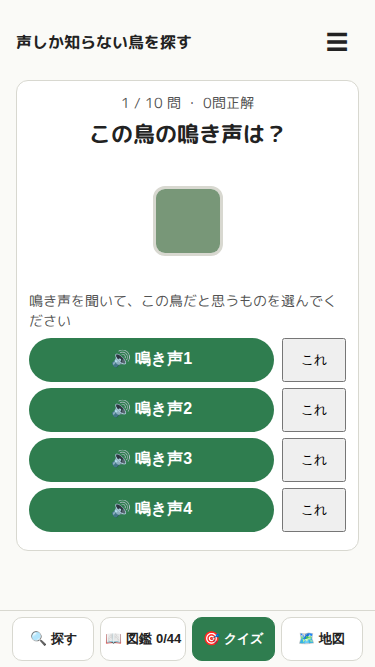 声しか知らない鳥を探す
1 / 10 問 · 0問正解
この鳥の鳴き声は？
鳴き声を聞いて、この鳥だと思うものを選んでく
ださい
🔊 鳴き声1 これ
🔊 鳴き声2 これ
🔊 鳴き声3 これ
🔊 鳴き声4 これ
🔍 探す 📖 図鑑 0/44 🎯 クイズ 🗺️ 地図